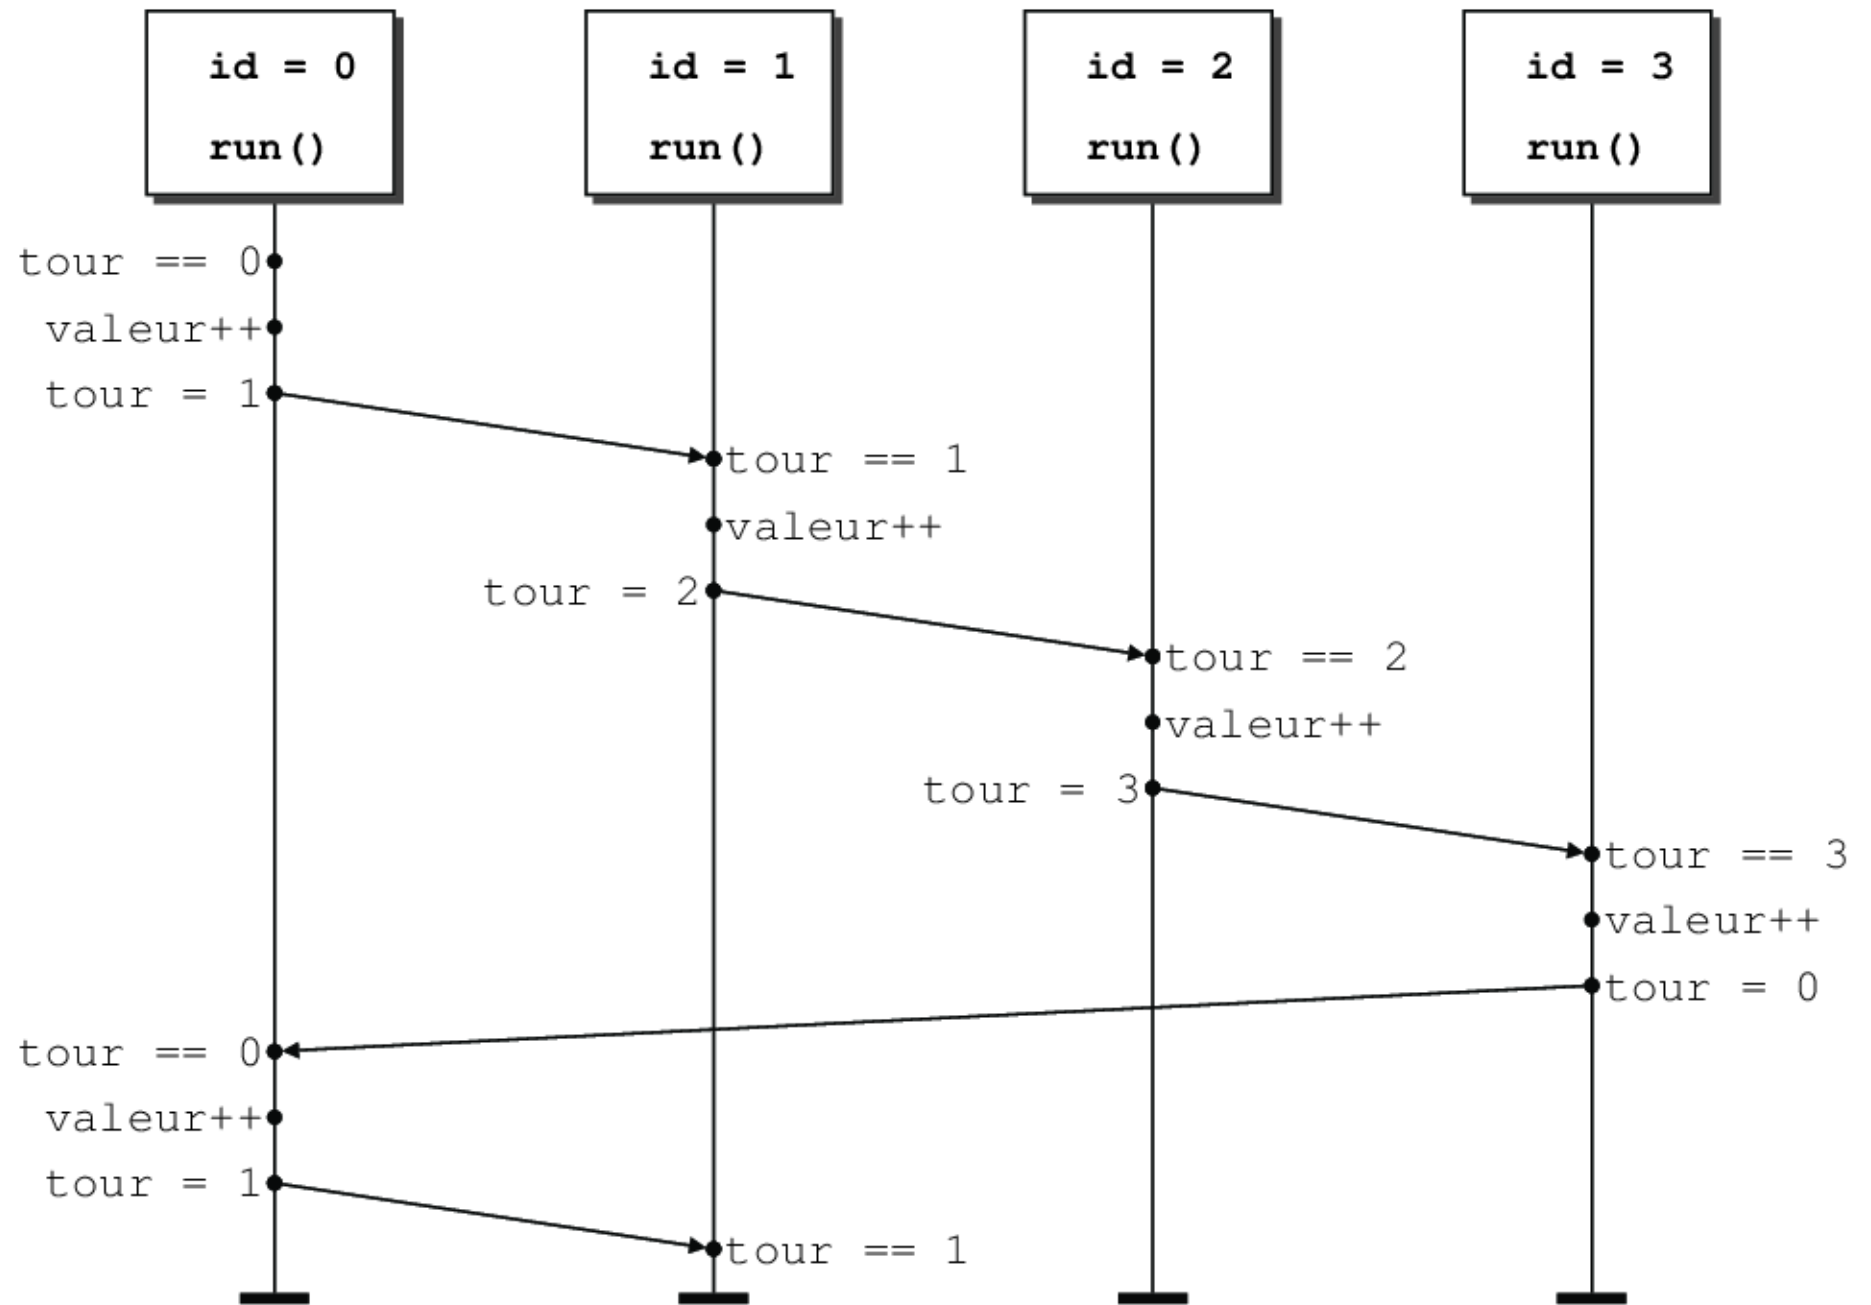 id = 0
run()
id = 1
run()
id = 2
run()
id = 3
run()
tour == 0
valeur++
tour = 1
tour == 1
valeur++
tour = 2
tour == 2
valeur++
tour = 3
tour == 3
valeur++
tour = 0
tour == 0
valeur++
tour = 1
tour == 1